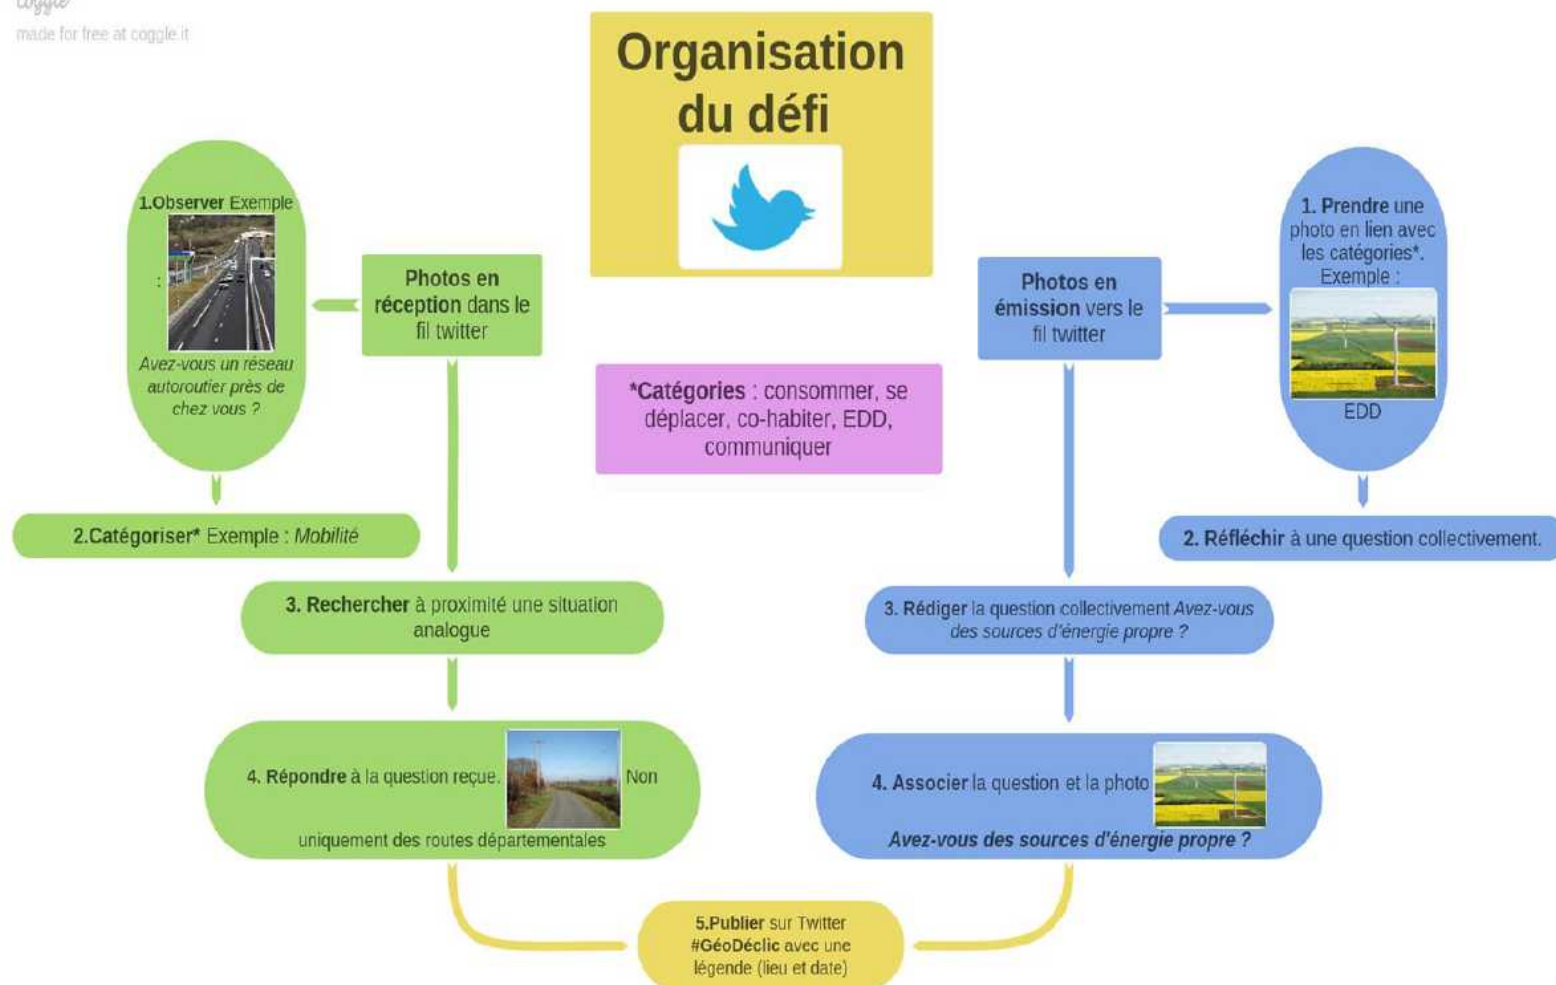 coggle
made for free at coggle.it
Organisation
du défi
1.Observer Exemple
:
Avez-vous un réseau
autoroutier près de
chez vous ?
Photos en
réception dans le
fil twitter
2.Catégoriser* Exemple : Mobilité
3. Rechercher à proximité une situation
analogue
4. Répondre à la question reçue. Non
uniquement des routes départementales
*Catégories : consommer, se
déplacer, co-habiter, EDD,
communiquer
Photos en
émission vers le
fil twitter
1. Prendre une
photo en lien avec
les catégories*.
Exemple :
EDD
2. Réfléchir à une question collectivement.
3. Rédiger la question collectivement Avez-vous
des sources d'énergie propre ?
4. Associer la question et la photo
Avez-vous des sources d'énergie propre ?
5.Publier sur Twitter
#GéoDéclic avec une
légende (lieu et date)